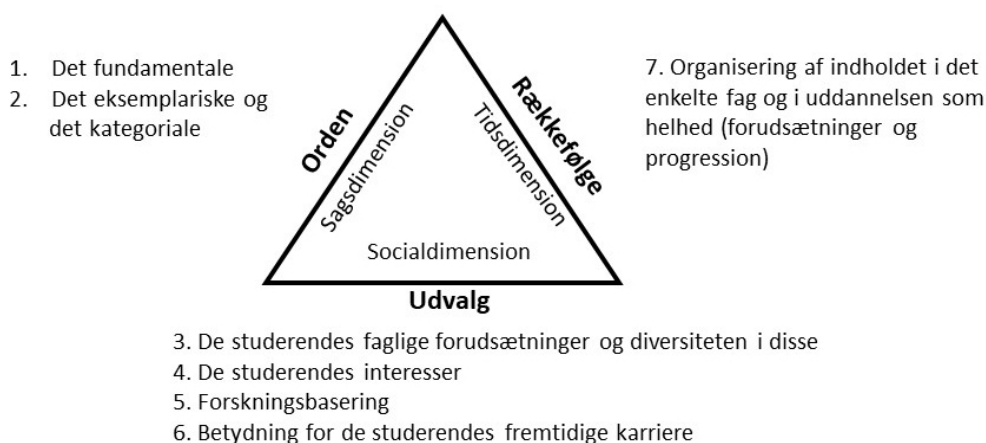 1. Det fundamentale
2. Det eksemplariske og
det kategoriale
Orden
Sagsdimension
Rækkefølge
Tidsdimension
7. Organisering af indholdet i det
enkelte fag og i uddannelsen som
helhed (forudsætninger og
progression)
Socialdimension
Udvalg
3. De studerendes faglige forudsætninger og diversiteten i disse
4. De studerendes interesser
5. Forskningsbasering
6. Betydning for de studerendes fremtidige karriere